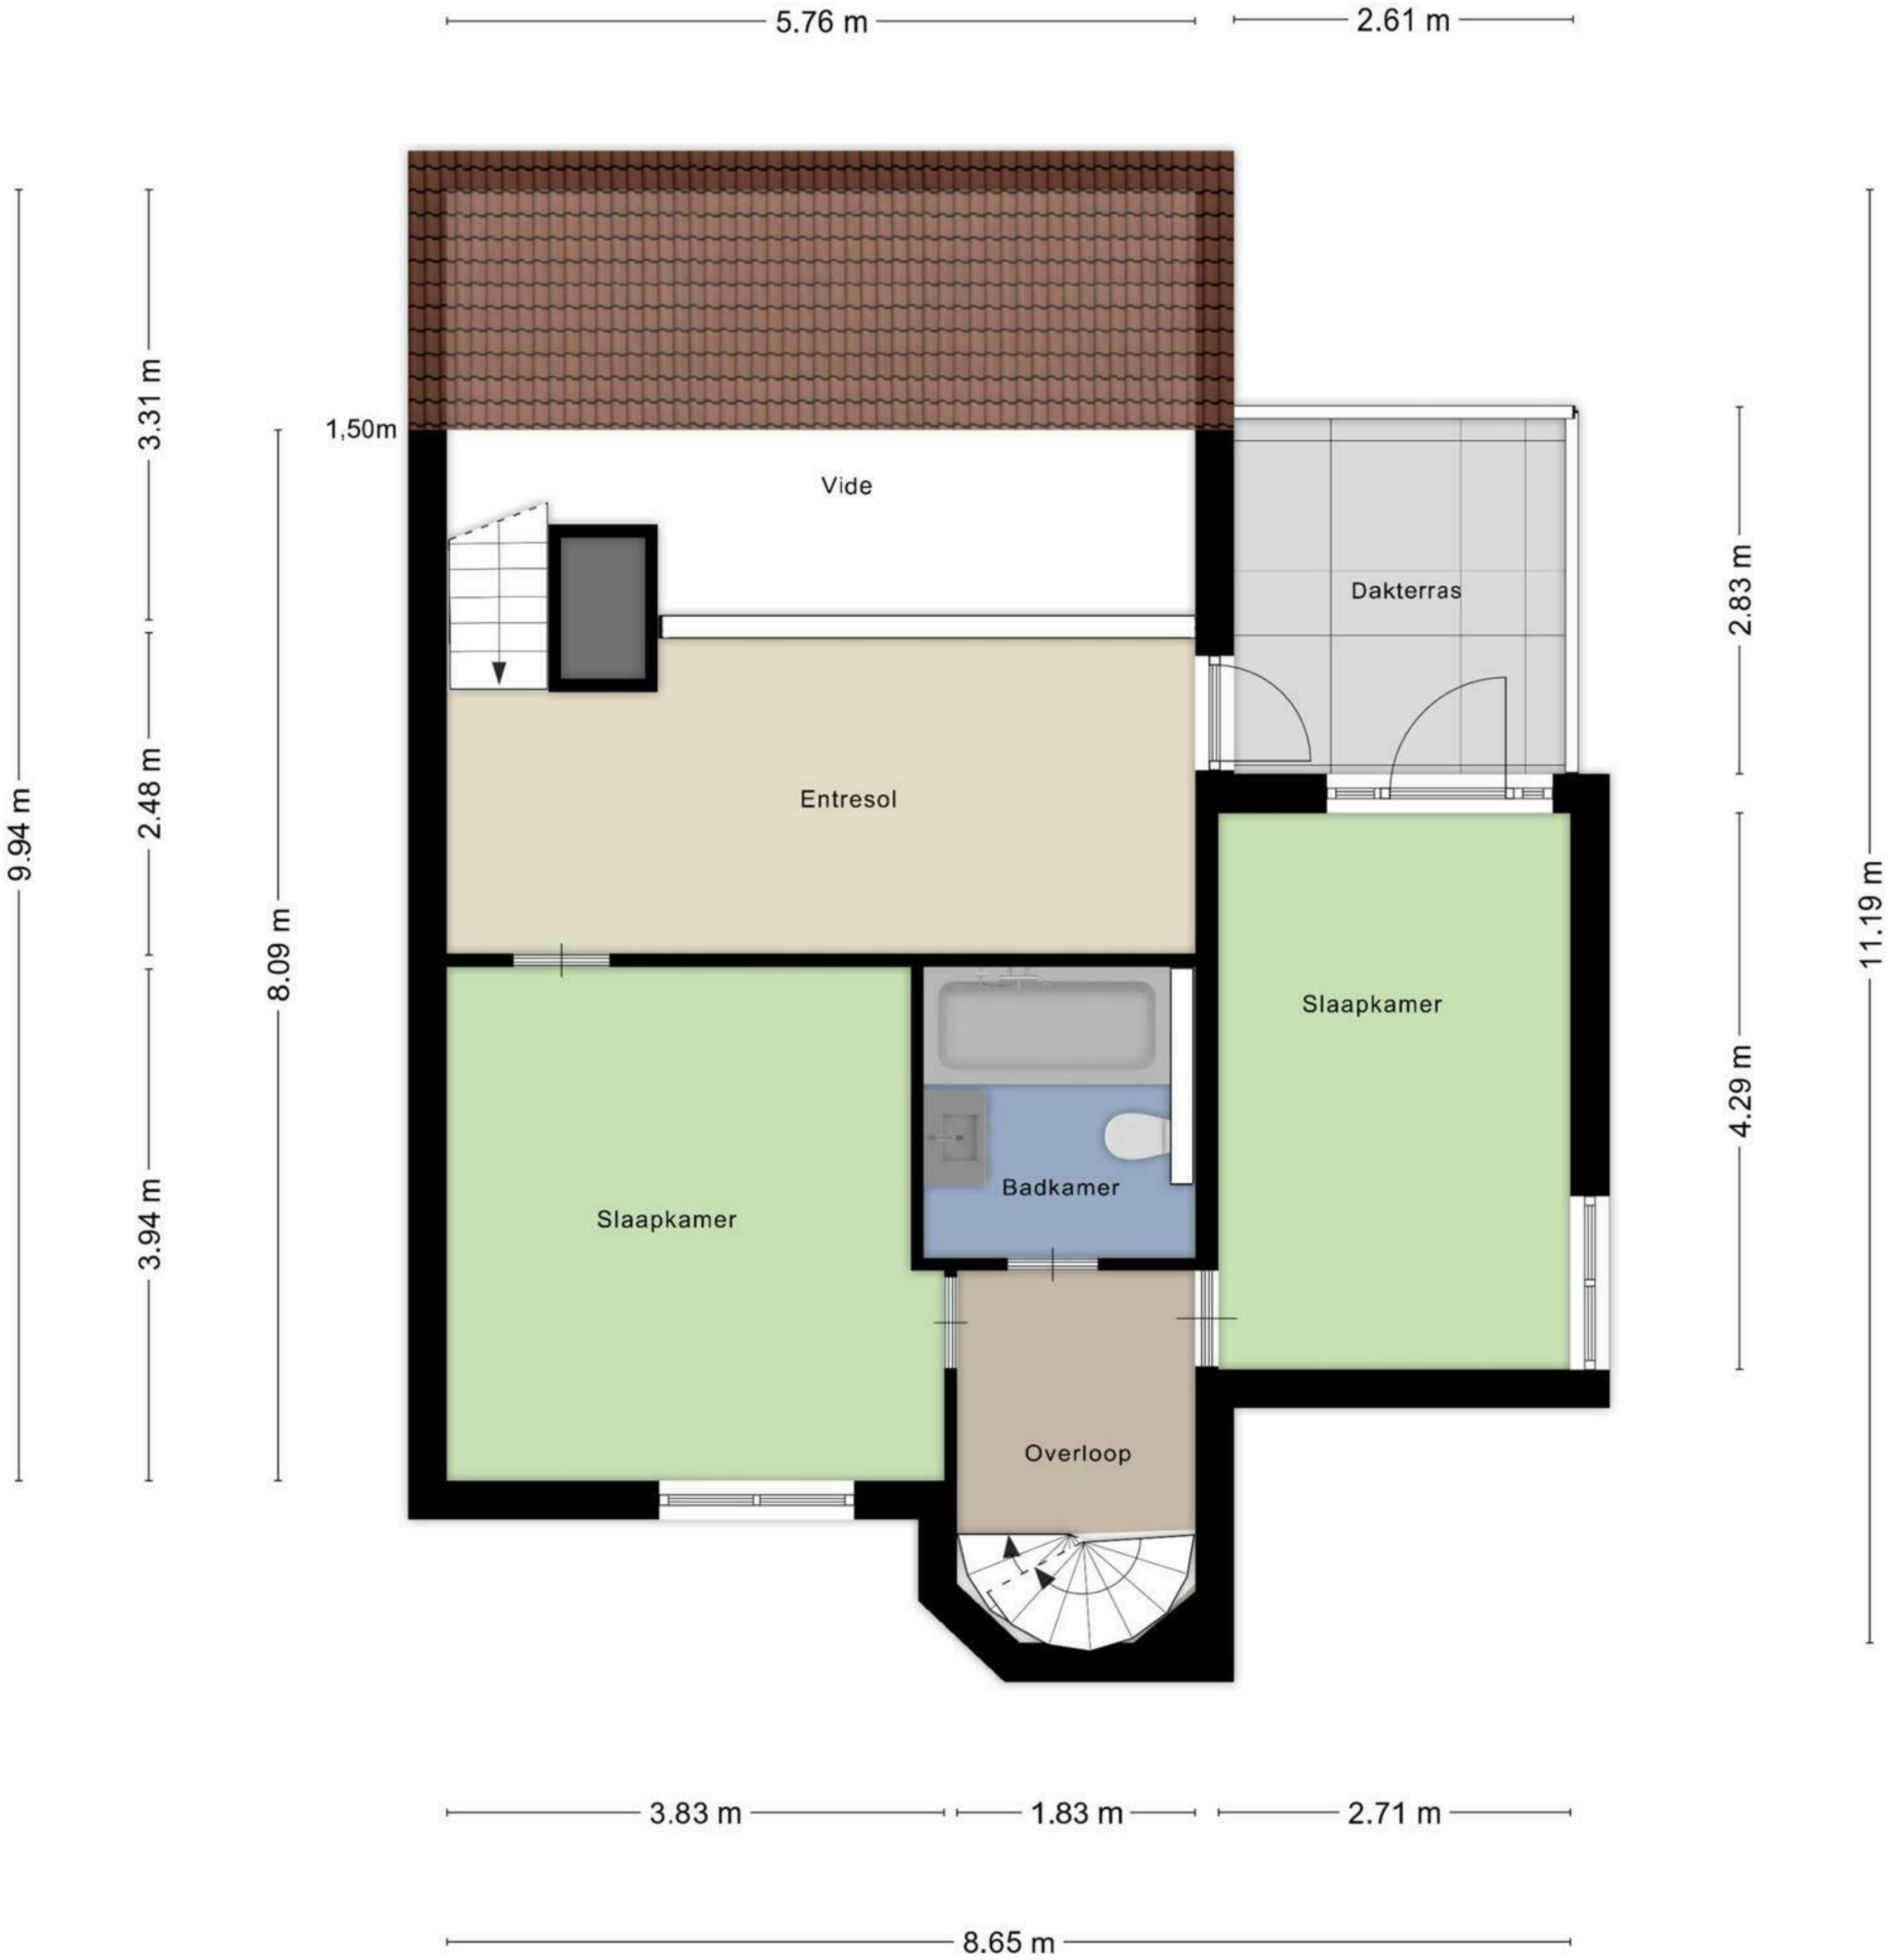 5.76 m
2.61 m
3.31 m
1,50m
Vide
2.83 m
Dakterras
2.48 m
Entresol
9.94 m
8.09 m
11.19 m
Slaapkamer
4.29 m
Badkamer
Slaapkamer
3.94 m
Overloop
3.83 m
1.83 m
2.71 m
8.65 m